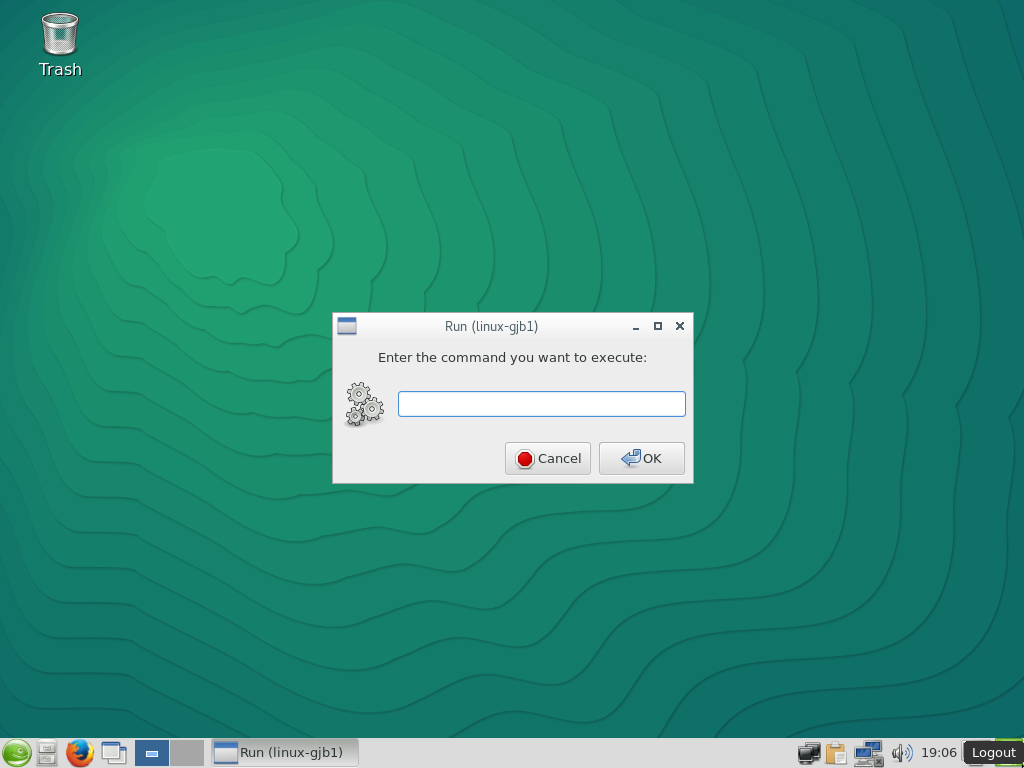 Trash
Run (linux-gjb1)
Enter the command you want to execute:
Cancel
OK
Run (linux-gjb1)
19:06
Logout